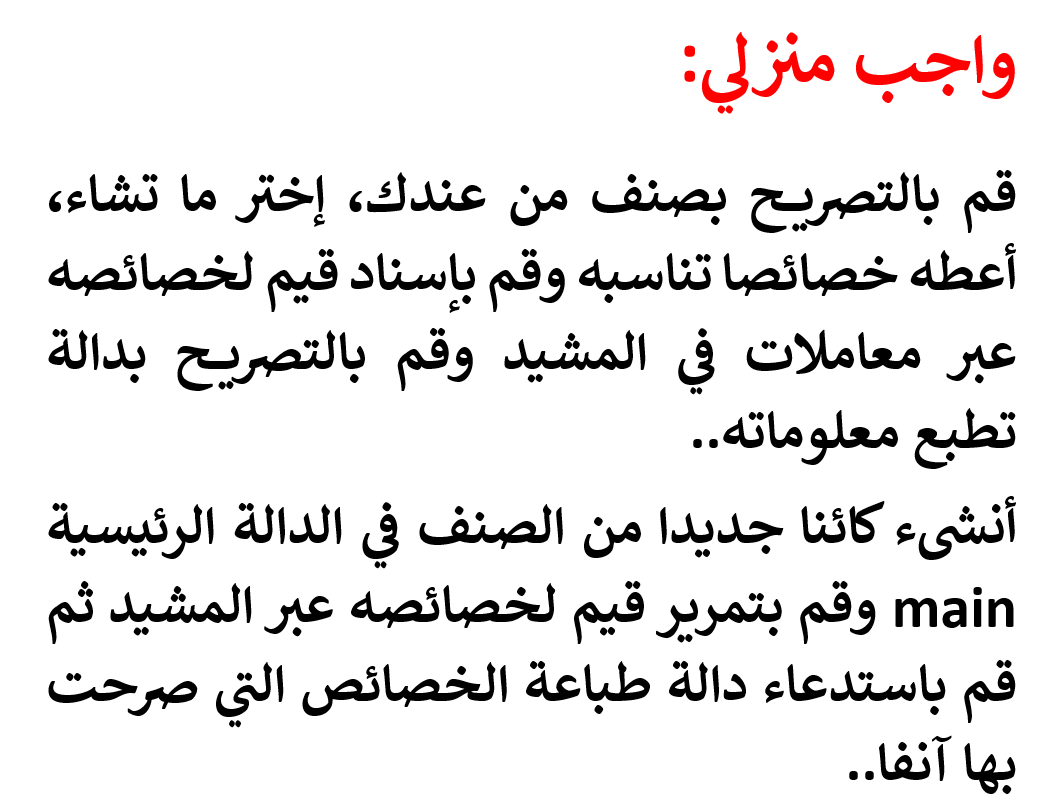 واجب منزلي:
قم بالتصريح بصنف من عندك، إختر ما تشاء،
أعطه خصائصا تناسبه وقم بإسناد قيم لخصائصه
عبر معاملات في المشيد وقم بالتصريح بدالة
تطبع معلوماته..
أنشىء كائنا جديدا من الصنف في الدالة الرئيسية
main وقم بتمرير قيم لخصائصه عبر المشيد ثم
قم باستدعاء دالة طباعة الخصائص التي صرحت
بها آنفا..